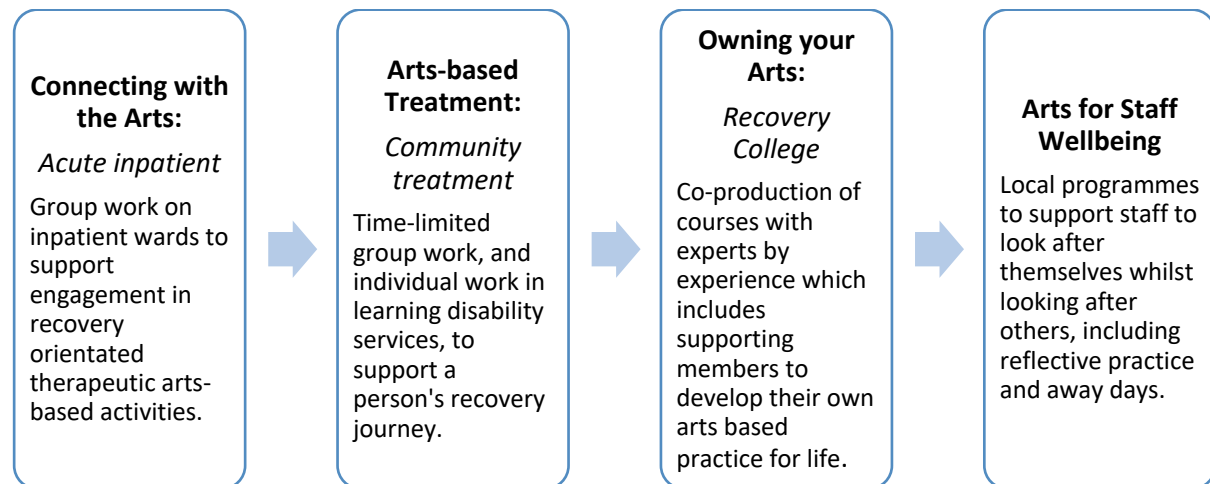 Connecting with
the Arts:
Acute inpatient
Group work on
inpatient wards to
support
engagement in
recovery
orientated
therapeutic arts-
based activities.
Arts-based
Treatment:
Community
treatment
Time-limited
group work, and
individual work in
learning disability
services, to
support a
person's recovery
journey.
Owning your
Arts:
Recovery
College
Co-production of
courses with
experts by
experience which
includes
supporting
members to
develop their own
arts based
practice for life.
Arts for Staff
Wellbeing
Local programmes
to support staff to
look after
themselves whilst
looking after
others, including
reflective practice
and away days.